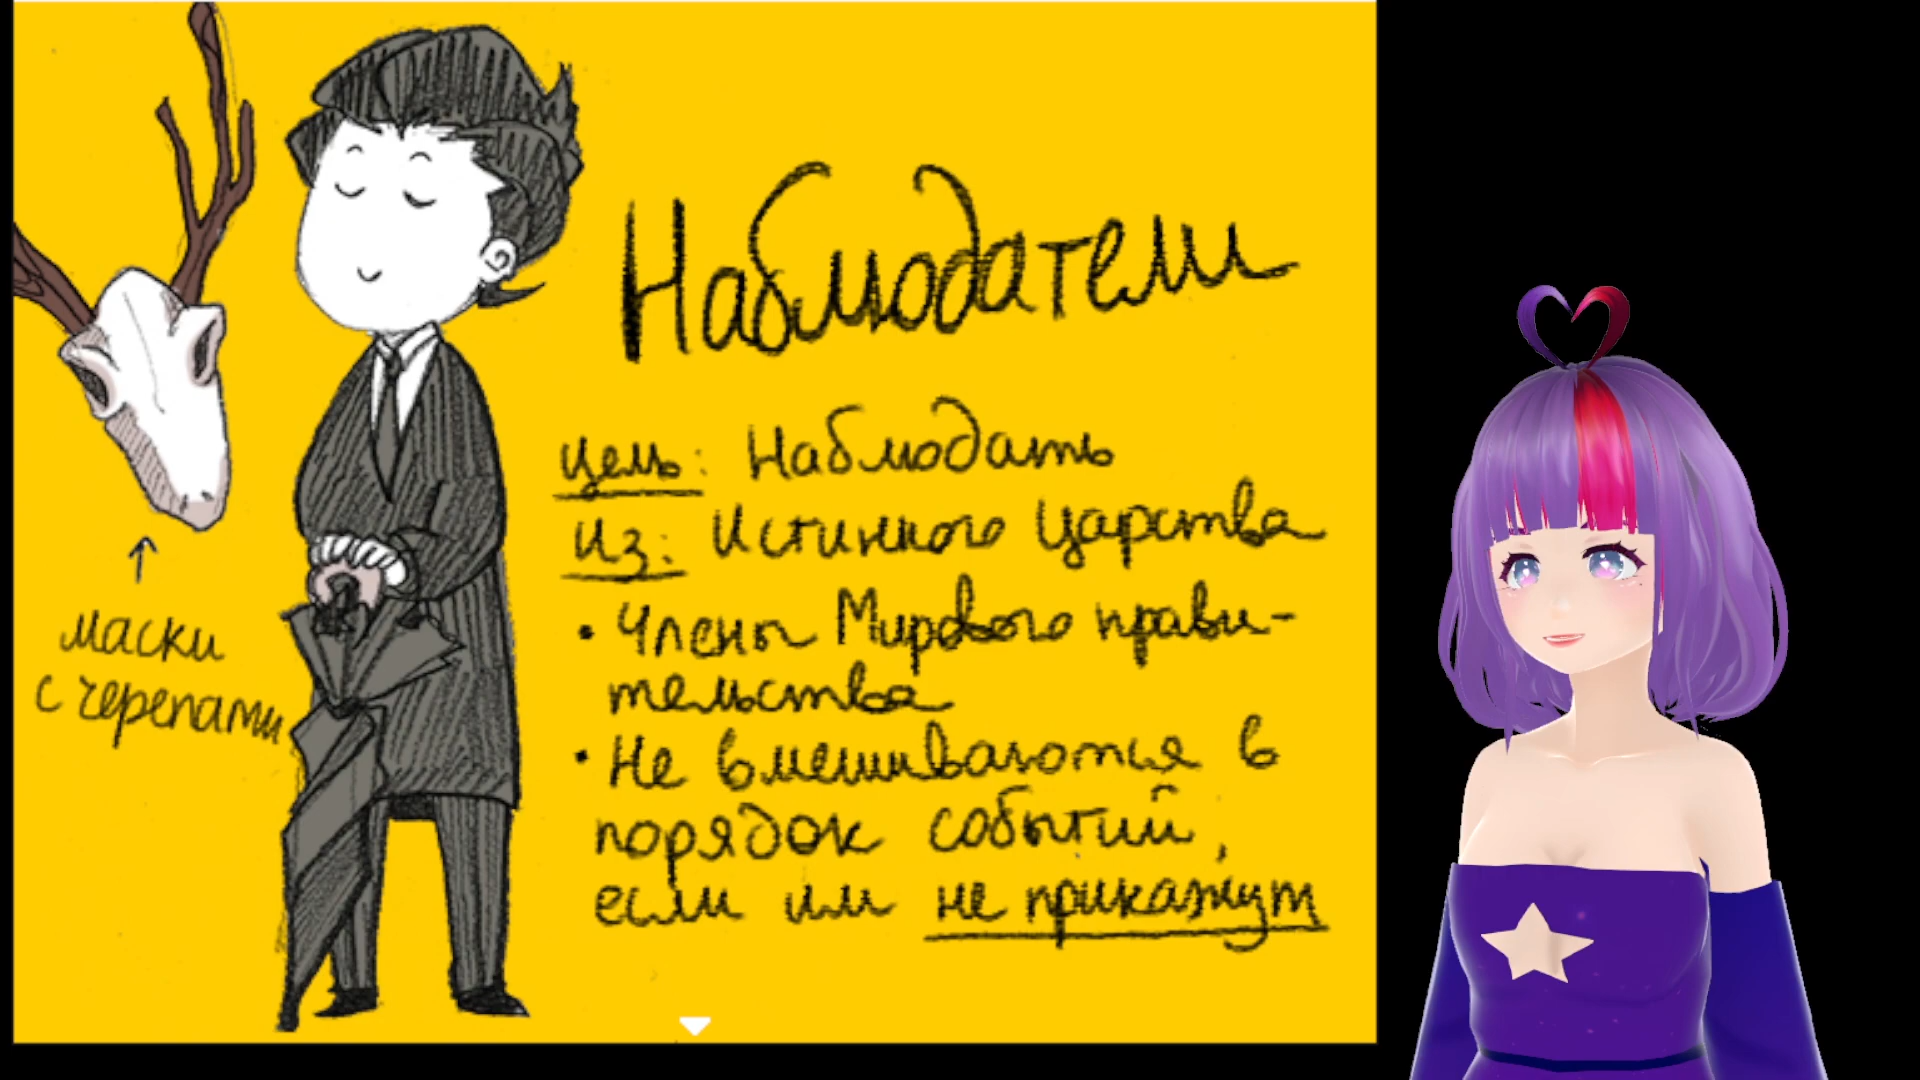 Наблюдатели
цель: Наблюдать
из: Истинного царства
• Члены Мирового прави-
тельства
• Не вмешиваются в
порядок событий,
если им не прикажут
маски
с черепами